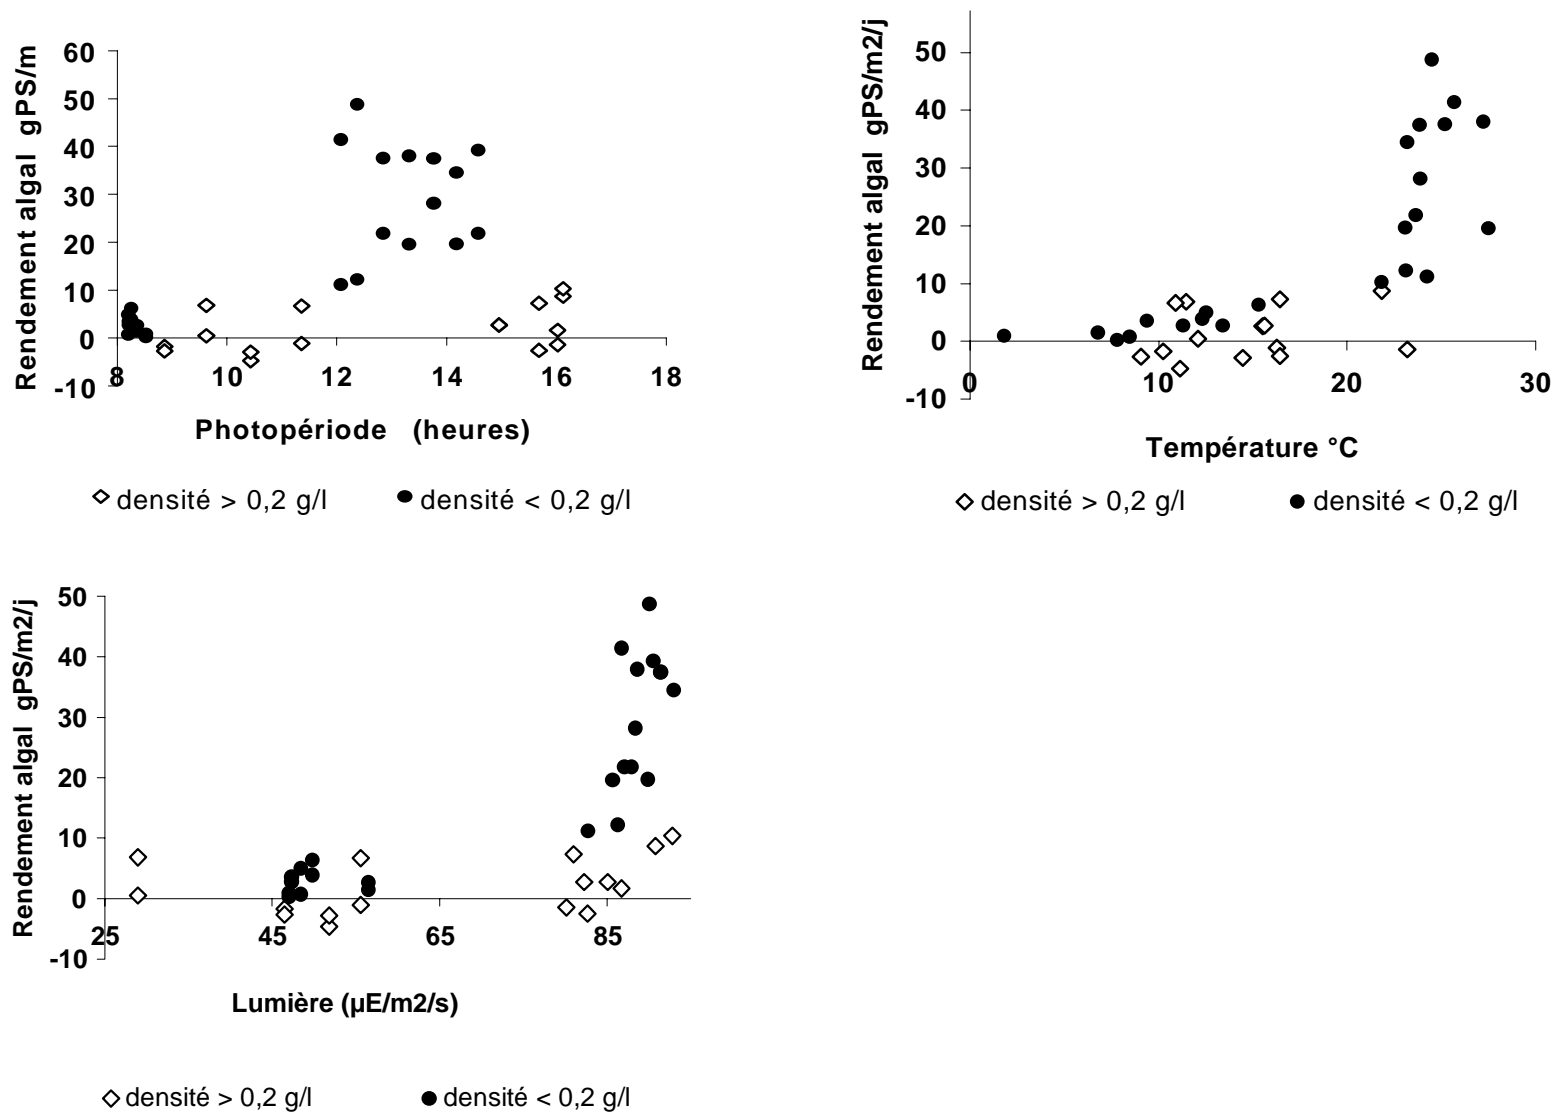 Rendement algal gPS/m
60
50
40
30
20
10
0
-10
8 10 12 14 16 18
Photopériode (heures)
densité > 0,2 g/l densité < 0,2 g/l
Rendement algal gPS/m2/j
50
40
30
20
10
0
-10
0 10 20 30
Température °C
densité > 0,2 g/l densité < 0,2 g/l
Rendement algal gPS/m2/j
50
40
30
20
10
0
-10
25 45 65 85
Lumière (µE/m2/s)
densité > 0,2 g/l densité < 0,2 g/l